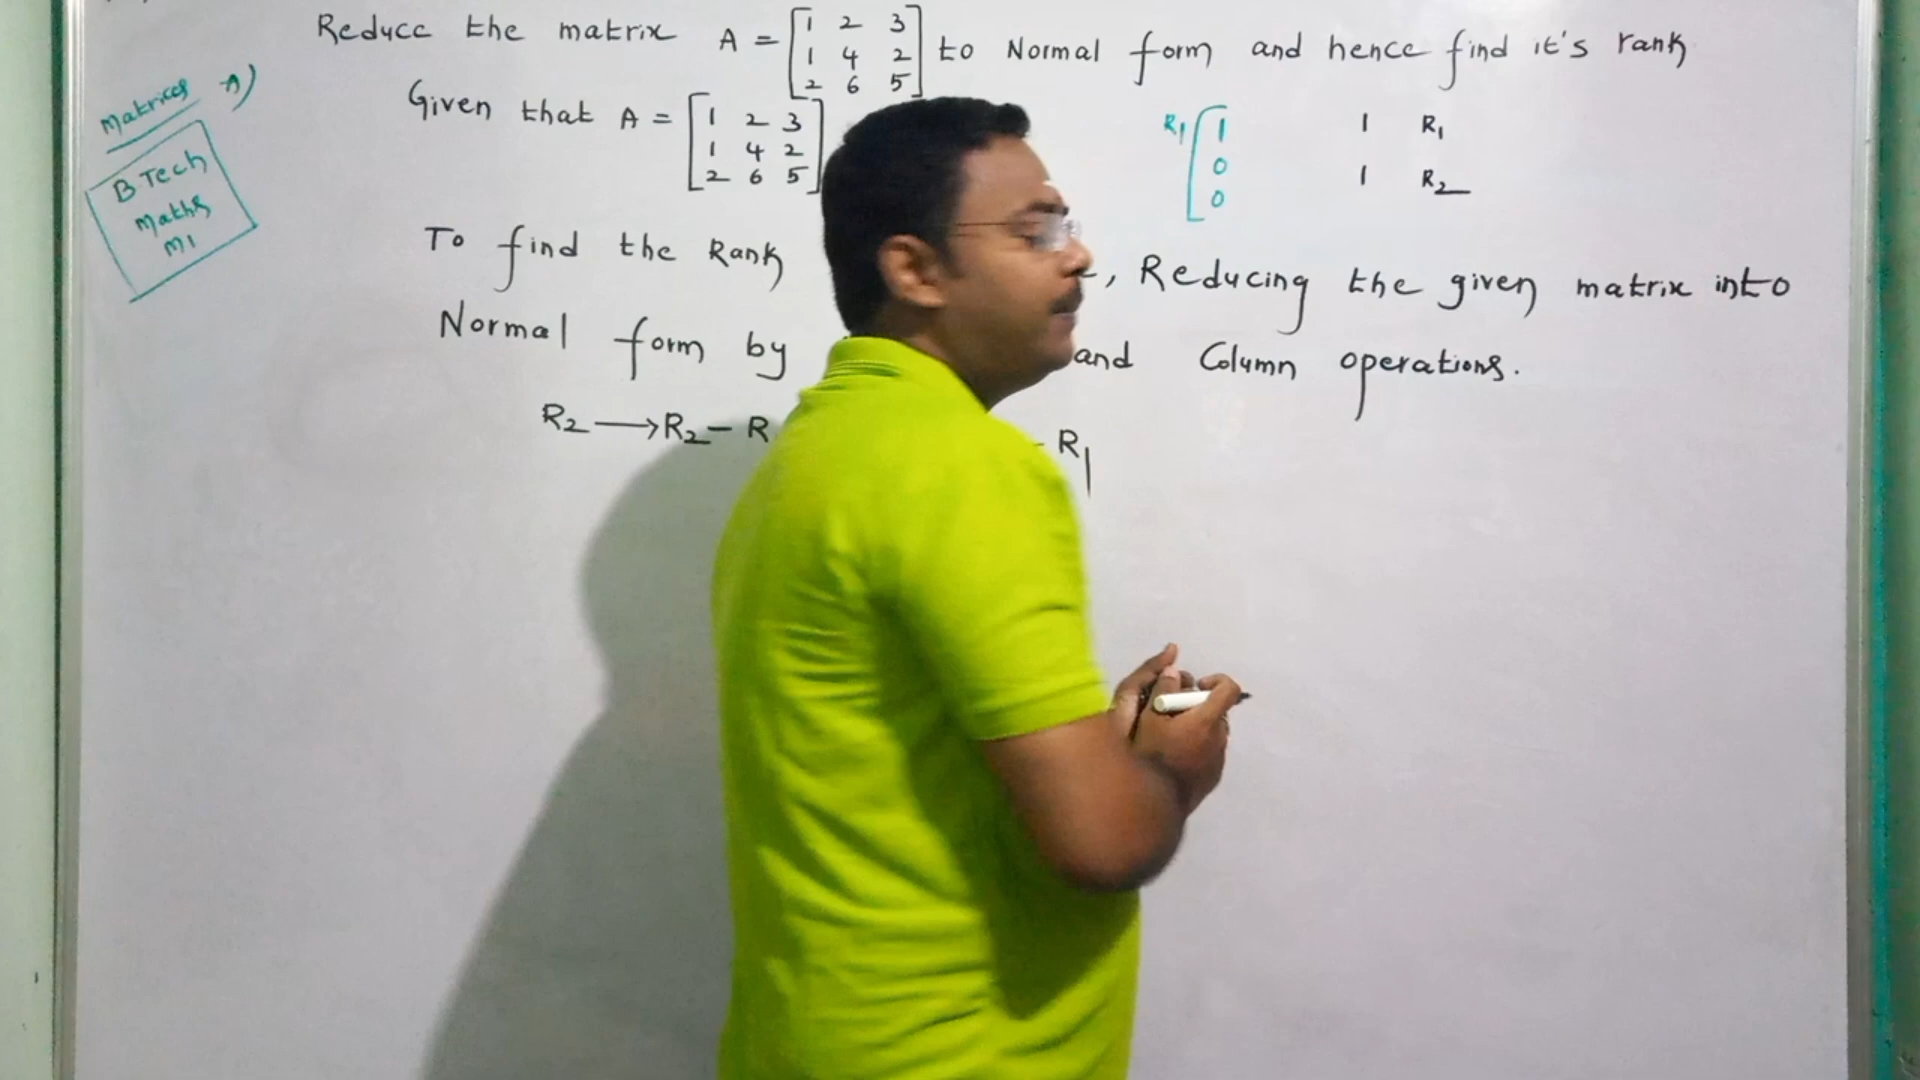 Reduce the matrix A = [1 2 3 to Normal form and hence find it's rank
1 4 2
2 6 5]
Matrices A)
B Tech
maths
M1
Given that A = [1 2 3
1 4 2
2 6 5]
R1 [1
0
0
1 R1
1 R2
To find the Rank , Reducing the given matrix into
Normal form by and Column operations.
R2 → R2 - R - R1